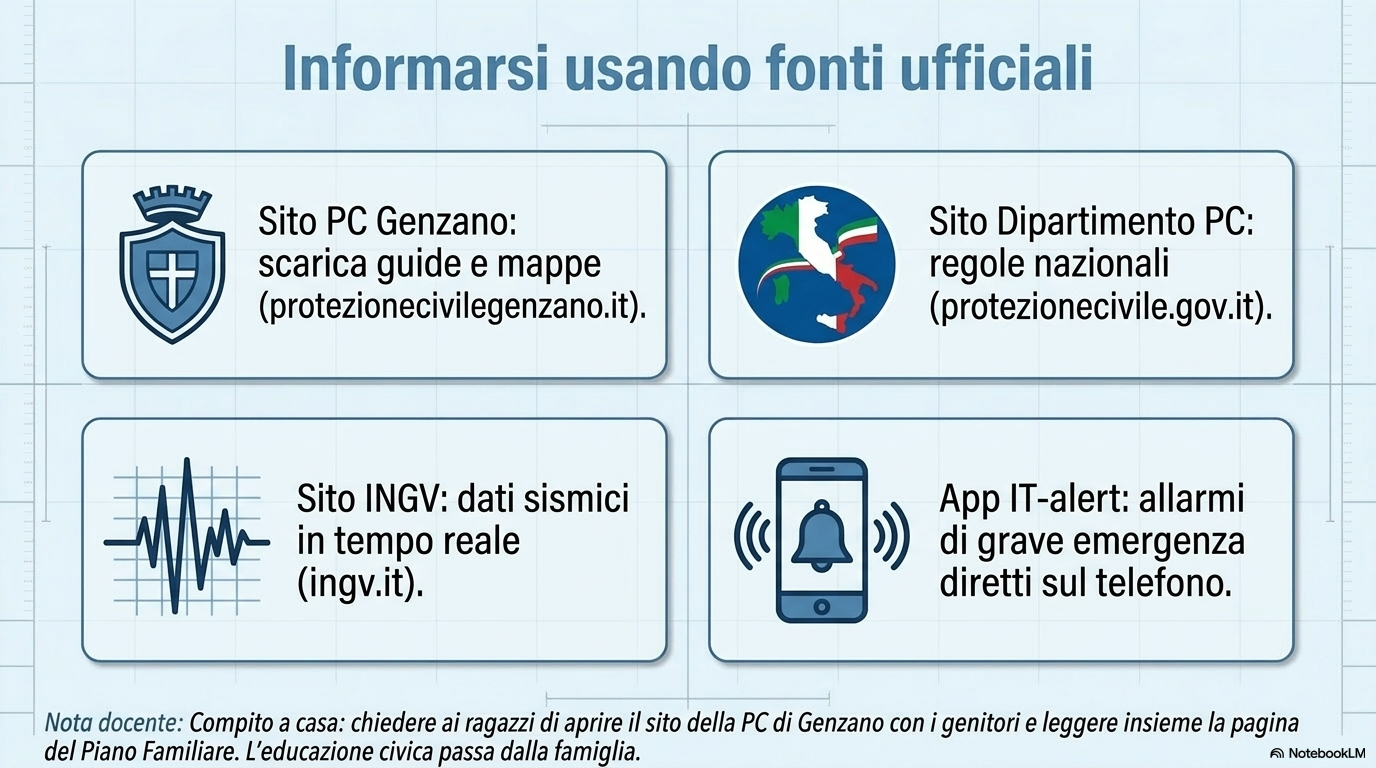 Informarsi usando fonti ufficiali
Sito PC Genzano:
scarica guide e mappe
(protezionecivilegenzano.it).
Sito Dipartimento PC:
regole nazionali
(protezionecivile.gov.it).
Sito INGV: dati sismici
in tempo reale
(ingv.it).
App IT-alert: allarmi
di grave emergenza
diretti sul telefono.
Nota docente: Compito a casa: chiedere ai ragazzi di aprire il sito della PC di Genzano con i genitori e leggere insieme la pagina
del Piano Familiare. L’educazione civica passa dalla famiglia.
NotebookLM